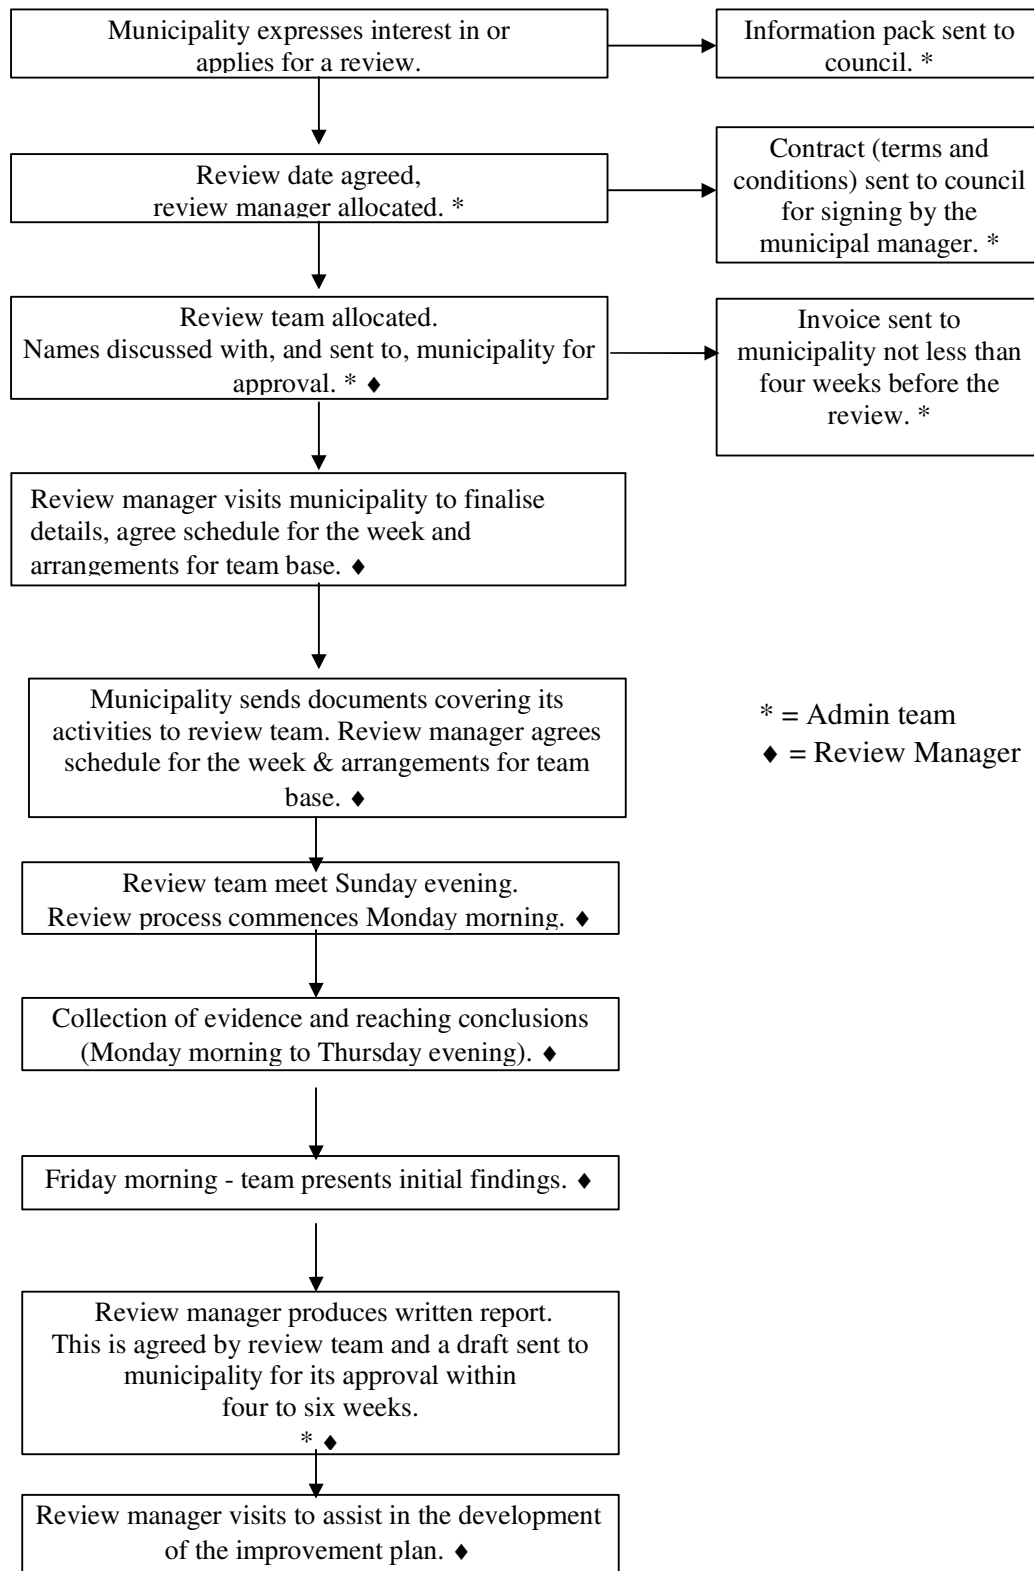 Municipality expresses interest in or
applies for a review.
Information pack sent to
council. *
Review date agreed,
review manager allocated. *
Contract (terms and
conditions) sent to council
for signing by the
municipal manager. *
Review team allocated.
Names discussed with, and sent to, municipality for
approval. * ♦
Invoice sent to
municipality not less than
four weeks before the
review. *
Review manager visits municipality to finalise
details, agree schedule for the week and
arrangements for team base. ♦
Municipality sends documents covering its
activities to review team. Review manager agrees
schedule for the week & arrangements for team
base. ♦
* = Admin team
♦ = Review Manager
Review team meet Sunday evening.
Review process commences Monday morning. ♦
Collection of evidence and reaching conclusions
(Monday morning to Thursday evening). ♦
Friday morning - team presents initial findings. ♦
Review manager produces written report.
This is agreed by review team and a draft sent to
municipality for its approval within
four to six weeks.
* ♦
Review manager visits to assist in the development
of the improvement plan. ♦